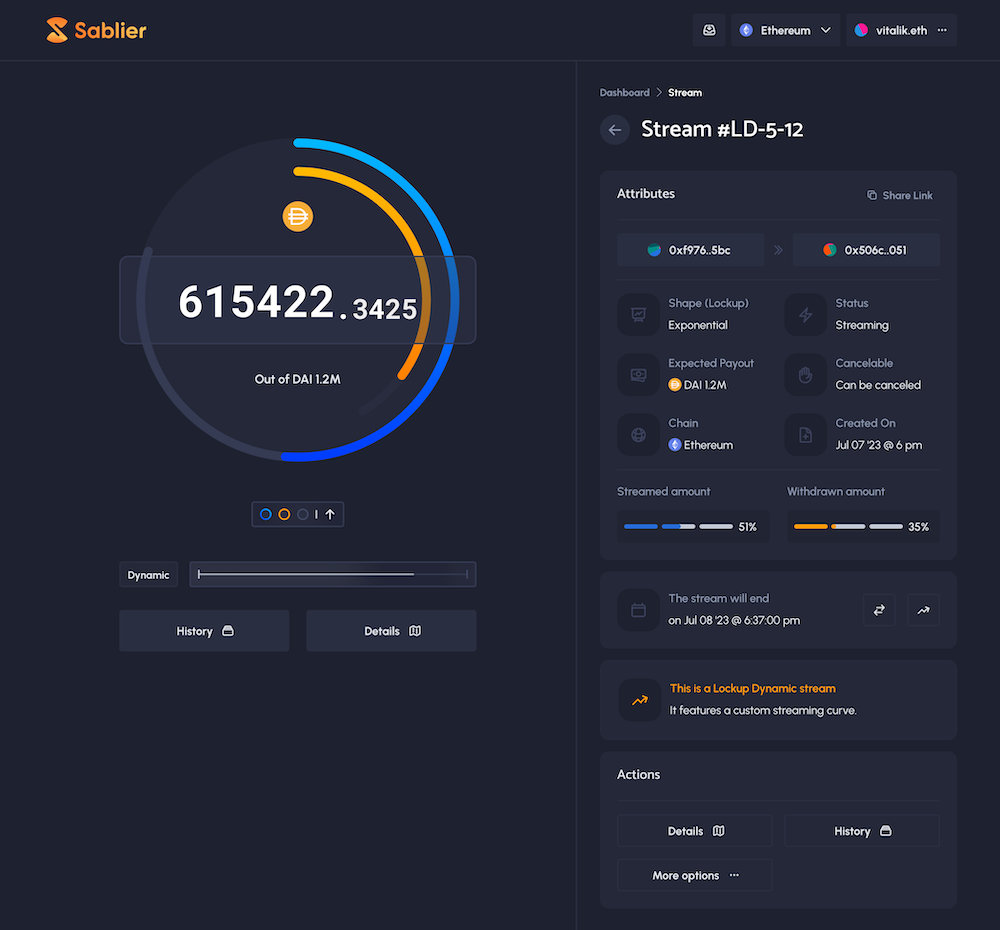 Sablier
Ethereum
vitalik.eth
615422.3425
Out of DAI 1.2M
Dynamic
History
Details
Dashboard
Stream
Stream #LD-5-12
Attributes
Share Link
0xf976..5bc
0x506c..051
Shape (Lockup)
Exponential
Status
Streaming
Expected Payout
DAI 1.2M
Cancelable
Can be canceled
Chain
Ethereum
Created On
Jul 07 '23 @ 6 pm
Streamed amount
51%
Withdrawn amount
35%
The stream will end
on Jul 08 '23 @ 6:37:00 pm
This is a Lockup Dynamic stream
It features a custom streaming curve.
Actions
Details
History
More options